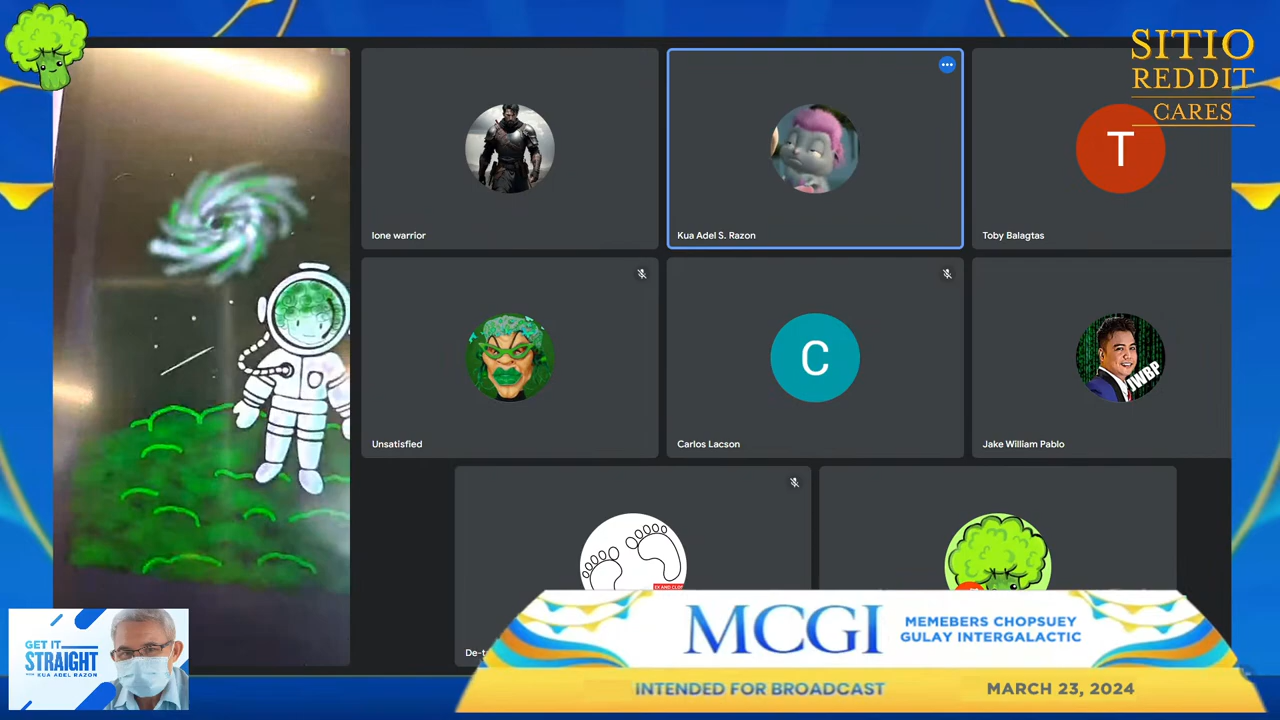 SITIO
REDDIT
CARES
T
lone warrior
Kua Adel S. Razon
Toby Balagtas
C
JWBP
Unsatisfied
Carlos Lacson
Jake William Pablo
De-t
MCGI
MEMEBERS CHOPSUEY
GULAY INTERGALACTIC
INTENDED FOR BROADCAST
MARCH 23, 2024
GET IT
STRAIGHT
KUA ADEL RAZON